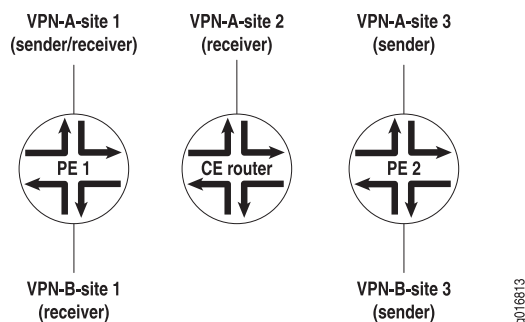 VPN-A-site 1
(sender/receiver)
VPN-A-site 2
(receiver)
VPN-A-site 3
(sender)
PE 1
CE router
PE 2
VPN-B-site 1
(receiver)
VPN-B-site 3
(sender)
g016813